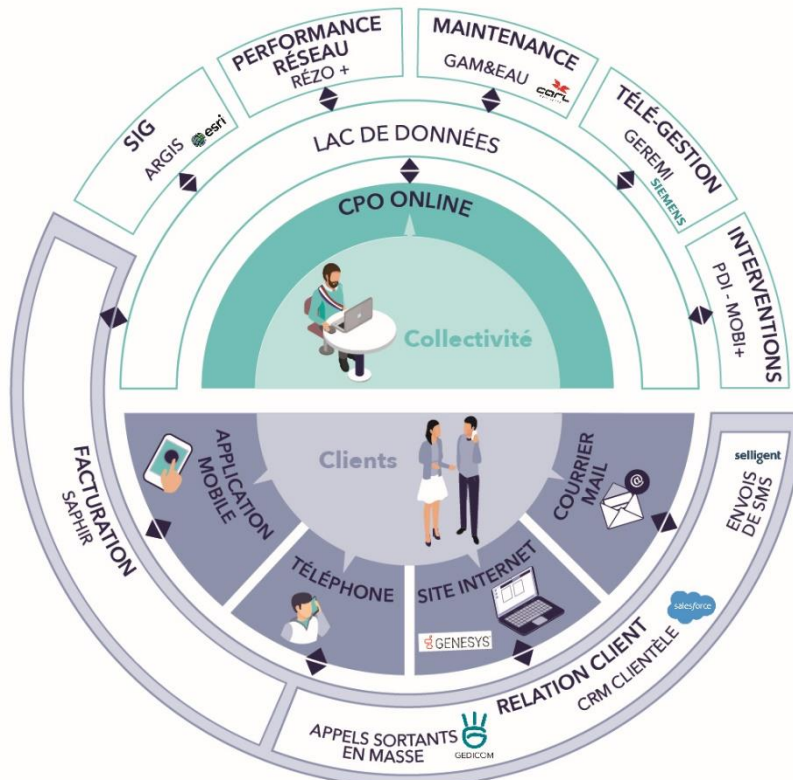 PERFORMANCE
RÉSEAU
RÉZO +
MAINTENANCE
GAM&EAU
carl
SIG
ARGIS
esri
TÉLÉ-GESTION
GEREMI
SIEMENS
INTERVENTIONS
PDI - MOBI+
LAC DE DONNÉES
CPO ONLINE
Collectivité
Clients
FACTURATION
SAPHIR
APPLICATION
MOBILE
TÉLÉPHONE
SITE INTERNET
GENESYS
COURRIER
MAIL
@
selligent
ENVOIS
DE SMS
salesforce
RELATION CLIENT
CRM CLIENTÈLE
APPELS SORTANTS
EN MASSE
GEDICOM